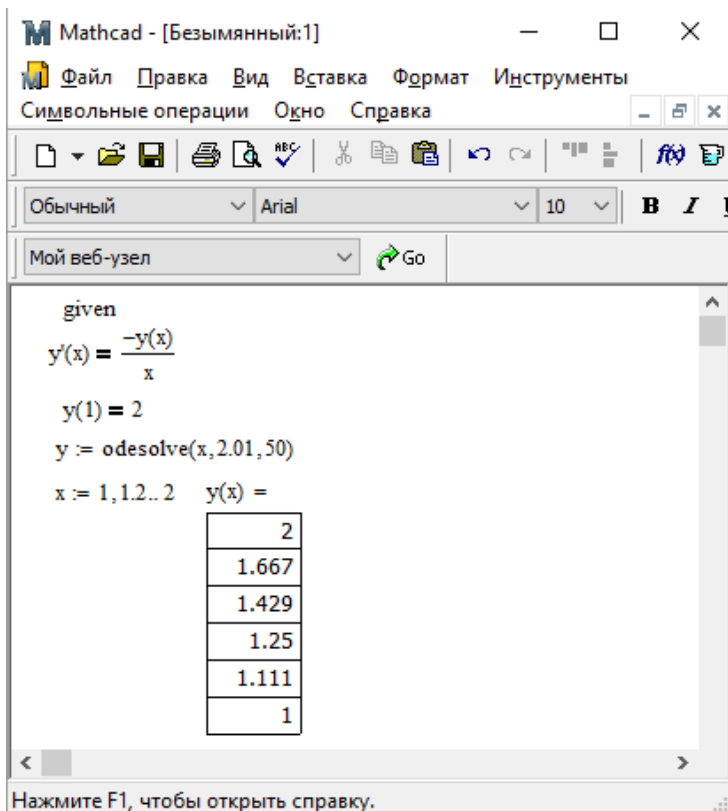 Mathcad - [Безымянный:1]
Файл Правка Вид Вставка Формат Инструменты
Символьные операции Окно Справка
ABC f(x)
Обычный Arial 10 B I
Мой веб-узел Go
given
y'(x) = -y(x)/x
y(1) = 2
y := odesolve(x,2.01,50)
x := 1,1.2.. 2 y(x) =
2
1.667
1.429
1.25
1.111
1
Нажмите F1, чтобы открыть справку.